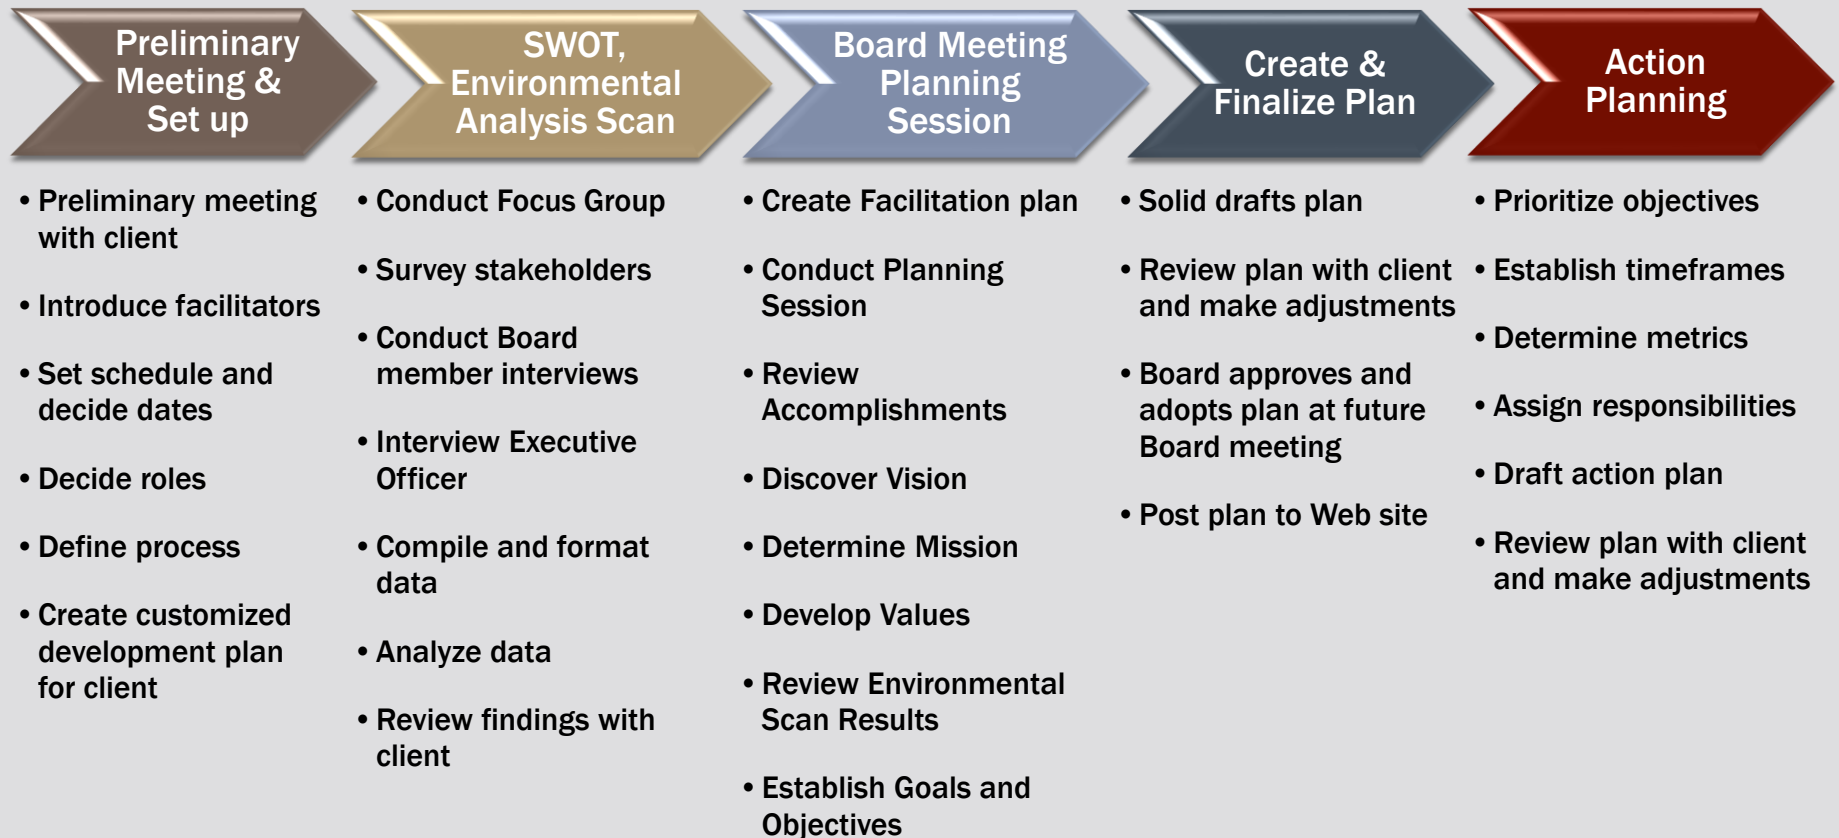 Preliminary
Meeting &
Set up
SWOT,
Environmental
Analysis Scan
Board Meeting
Planning
Session
Create &
Finalize Plan
Action
Planning
• Preliminary meeting
with client
• Introduce facilitators
• Set schedule and
decide dates
• Decide roles
• Define process
• Create customized
development plan
for client
• Conduct Focus Group
• Survey stakeholders
• Conduct Board
member interviews
• Interview Executive
Officer
• Compile and format
data
• Analyze data
• Review findings with
client
• Create Facilitation plan
• Conduct Planning
Session
• Review
Accomplishments
• Discover Vision
• Determine Mission
• Develop Values
• Review Environmental
Scan Results
• Establish Goals and
Objectives
• Solid drafts plan
• Review plan with client
and make adjustments
• Board approves and
adopts plan at future
Board meeting
• Post plan to Web site
• Prioritize objectives
• Establish timeframes
• Determine metrics
• Assign responsibilities
• Draft action plan
• Review plan with client
and make adjustments